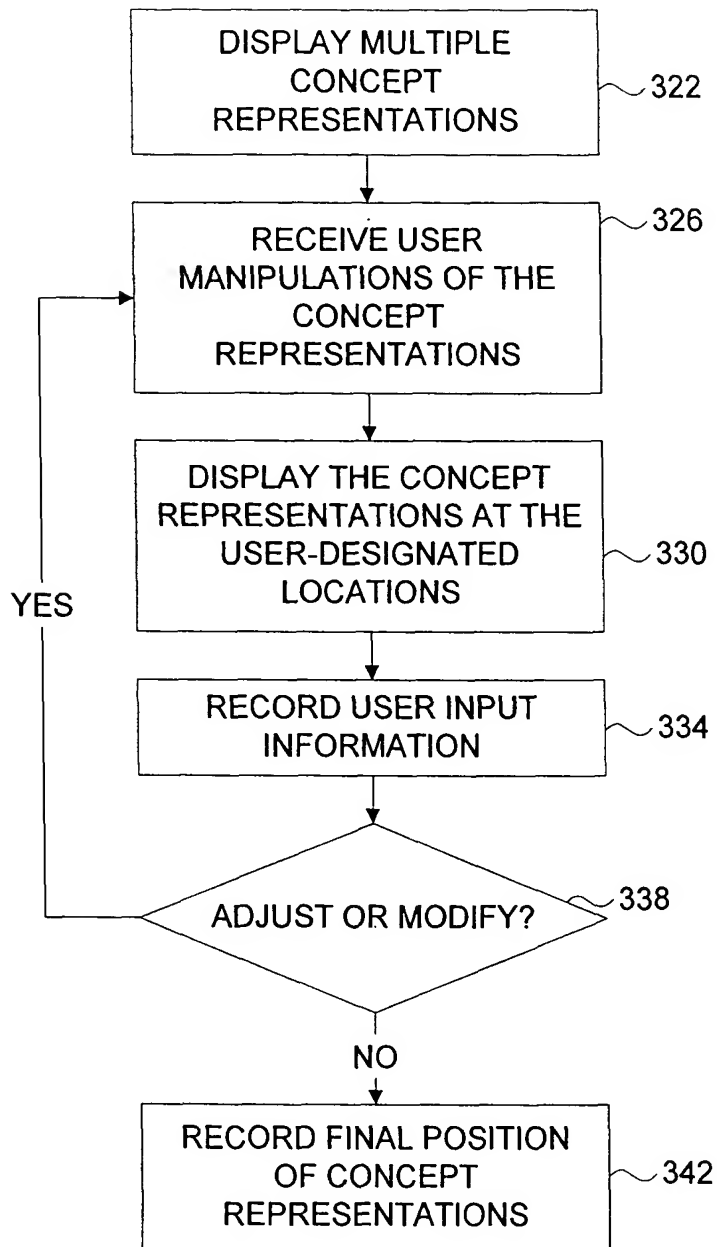 DISPLAY MULTIPLE
CONCEPT
REPRESENTATIONS
322
326
RECEIVE USER
MANIPULATIONS OF THE
CONCEPT
REPRESENTATIONS
DISPLAY THE CONCEPT
REPRESENTATIONS AT THE
USER-DESIGNATED
LOCATIONS
330
YES
RECORD USER INPUT
INFORMATION
334
ADJUST OR MODIFY?
338
NO
RECORD FINAL POSITION
OF CONCEPT
REPRESENTATIONS
342